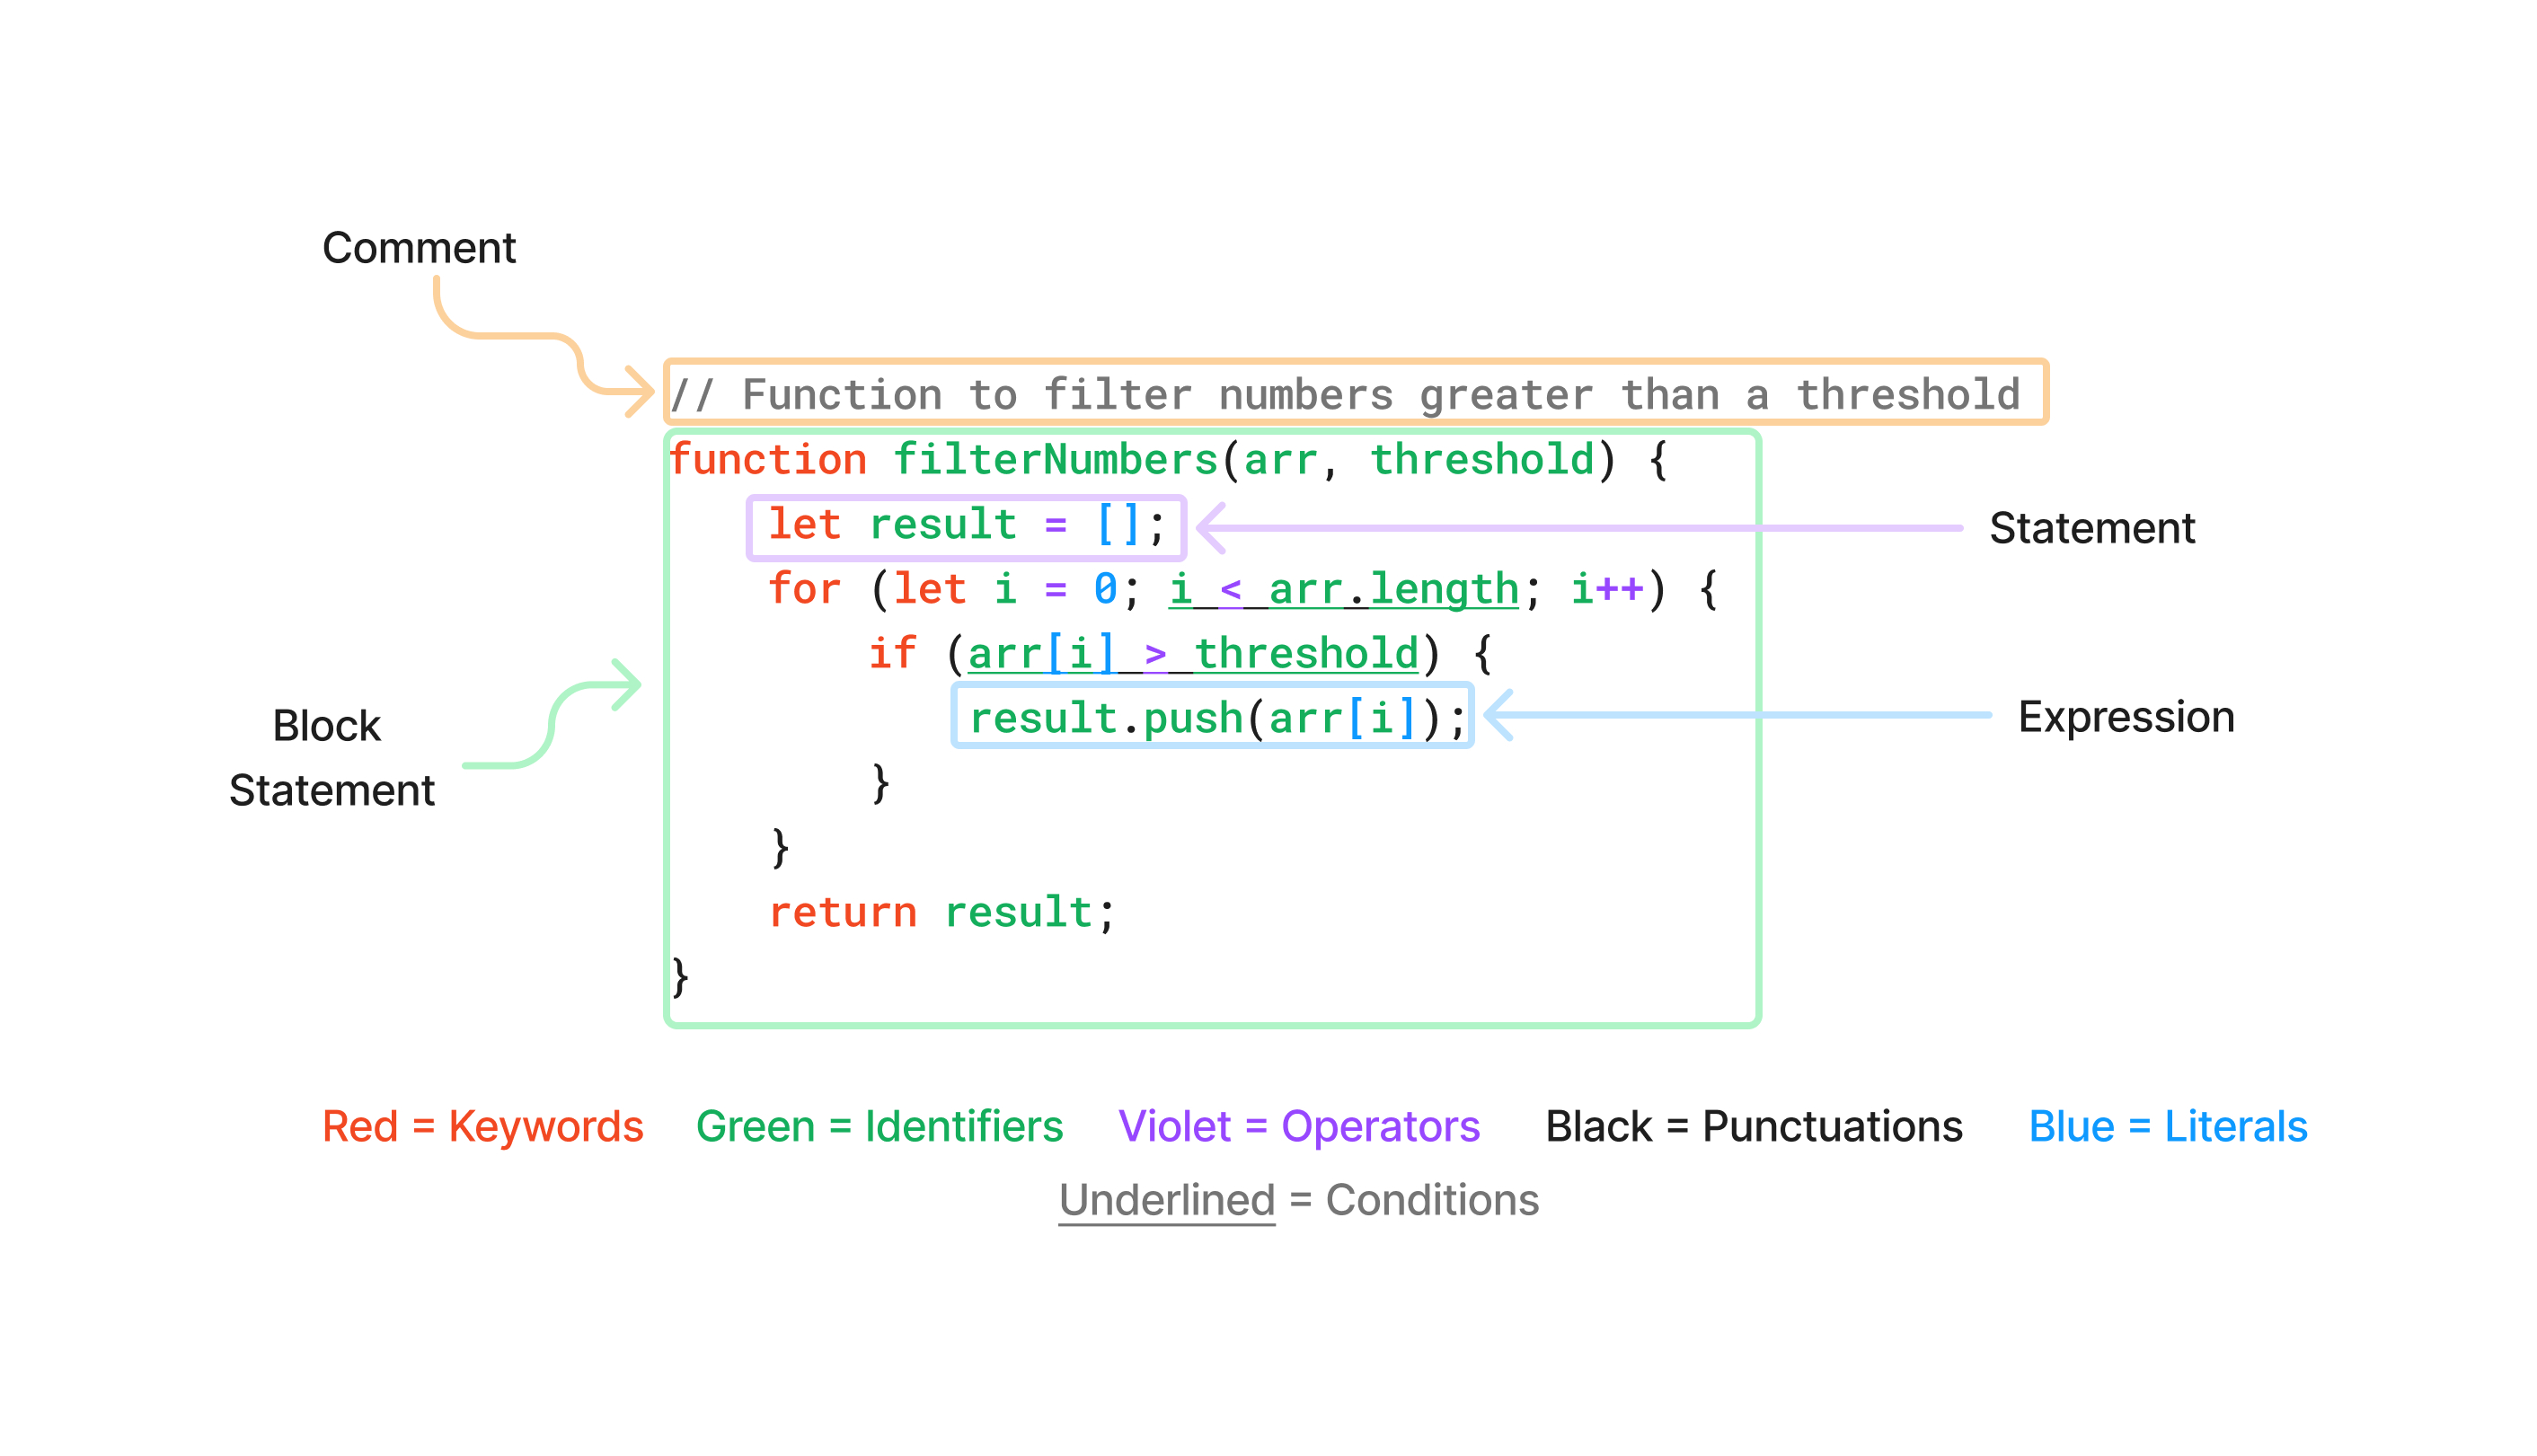 Comment
// Function to filter numbers greater than a threshold
function filterNumbers(arr, threshold) {
let result = [];
Statement
for (let i = 0; i < arr.length; i++) {
if (arr[i] > threshold) {
Block
Statement
result.push(arr[i]);
Expression
}
}
return result;
}
Red = Keywords
Green = Identifiers
Violet = Operators
Black = Punctuations
Blue = Literals
Underlined = Conditions